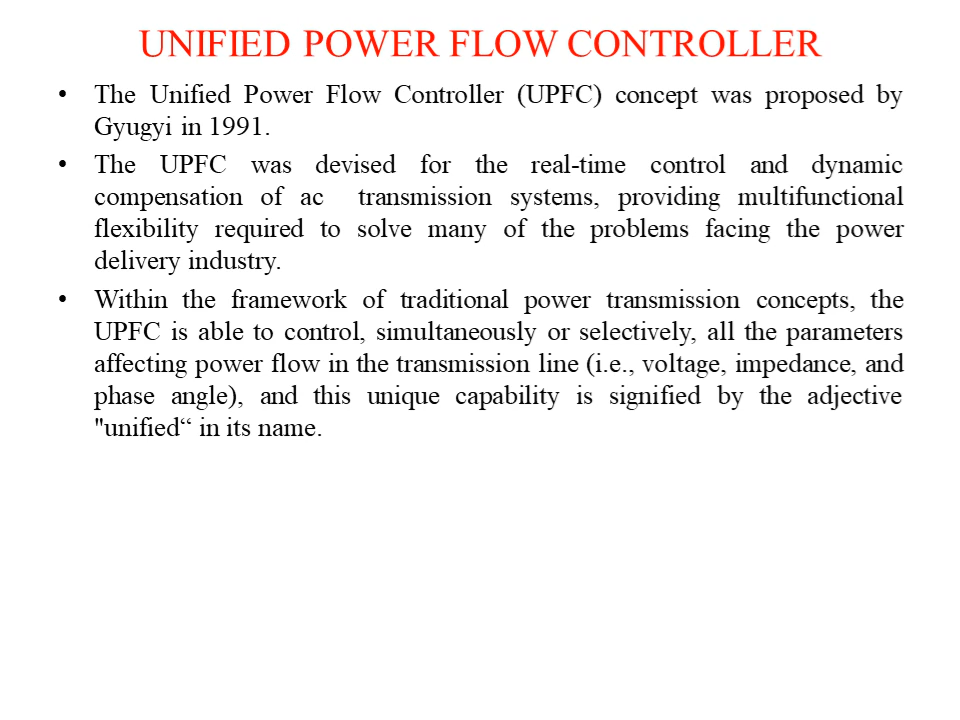 UNIFIED POWER FLOW CONTROLLER
• The Unified Power Flow Controller (UPFC) concept was proposed by
Gyugyi in 1991.
• The UPFC was devised for the real-time control and dynamic
compensation of ac transmission systems, providing multifunctional
flexibility required to solve many of the problems facing the power
delivery industry.
• Within the framework of traditional power transmission concepts, the
UPFC is able to control, simultaneously or selectively, all the parameters
affecting power flow in the transmission line (i.e., voltage, impedance, and
phase angle), and this unique capability is signified by the adjective
"unified“ in its name.